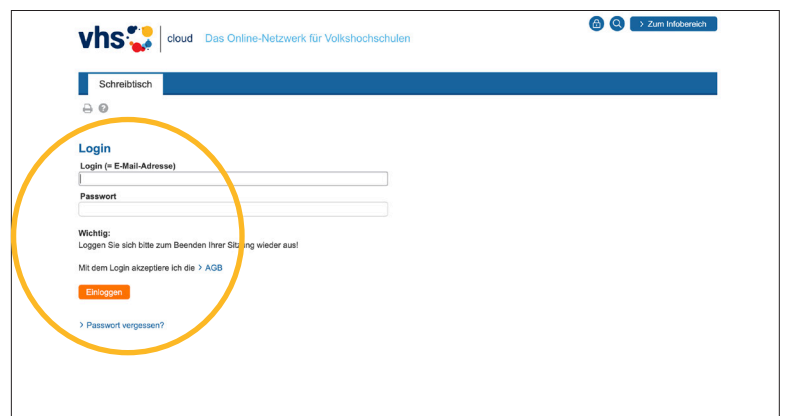 vhs cloud Das Online-Netzwerk für Volkshochschulen
> Zum Infobereich
Schreibtisch
Login
Login (= E-Mail-Adresse)
Passwort
Wichtig:
Loggen Sie sich bitte zum Beenden Ihrer Sitzung wieder aus!
Mit dem Login akzeptiere ich die > AGB
Einloggen
> Passwort vergessen?